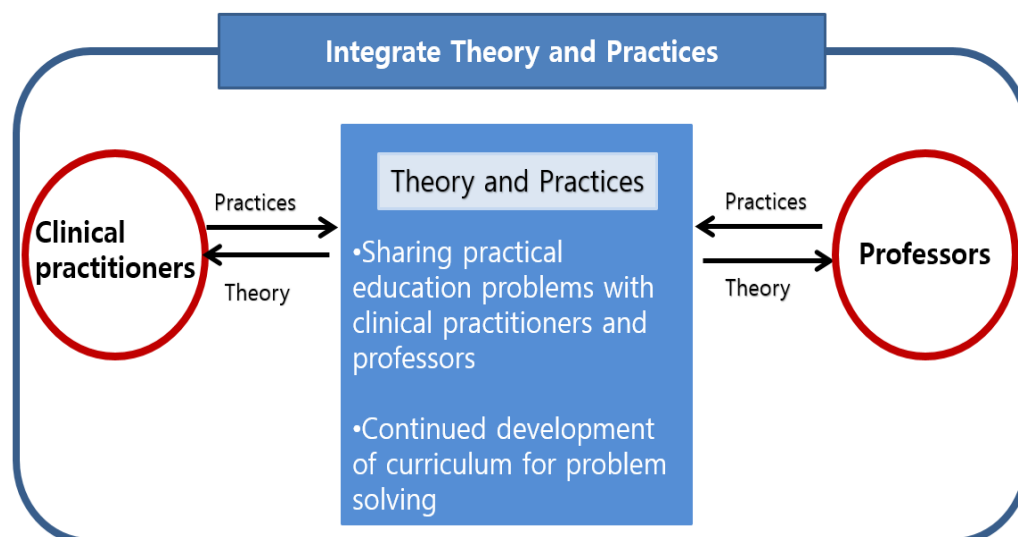 Integrate Theory and Practices
Theory and Practices
Practices
Practices
Clinical
practitioners
Professors
Theory
Theory
•Sharing practical
education problems with
clinical practitioners and
professors
•Continued development
of curriculum for problem
solving